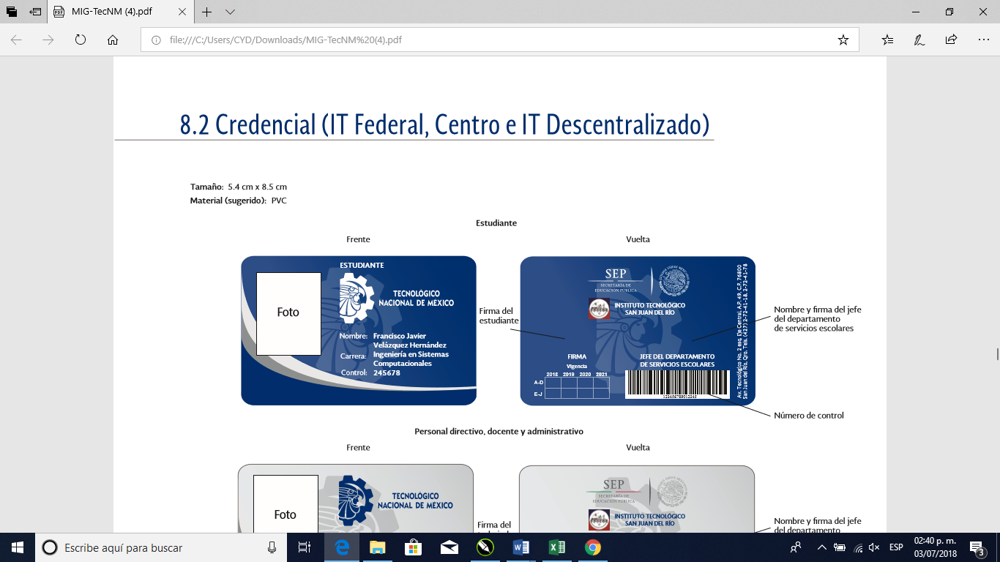 MIG-TecNM (4).pdf
file:///C:/Users/CYD/Downloads/MIG-TecNM%20(4).pdf
8.2 Credencial (IT Federal, Centro e IT Descentralizado)
Tamaño: 5.4 cm x 8.5 cm
Material (sugerido): PVC
Estudiante
Frente
Vuelta
ESTUDIANTE
Foto
TECNOLÓGICO
NACIONAL DE MÉXICO
Nombre: Francisco Javier
Velázquez Hernández
Carrera: Ingeniería en Sistemas
Computacionales
Control: 245678
Firma del
estudiante
SEP
SECRETARÍA DE
EDUCACIÓN PÚBLICA
ESTADOS UNIDOS MEXICANOS
INSTITUTO TECNOLÓGICO
SAN JUAN DEL RÍO
FIRMA
Vigencia
2018 2019 2020 2021
A-D
E-J
JEFE DEL DEPARTAMENTO
DE SERVICIOS ESCOLARES
123456789012345
Av. Tecnológico No. 2 esq. Eje Central, A.P. 49, C.P. 76800
San Juan del Río, Qro. Tels. (427) 2-72-41-18, 2-72-41-78
Nombre y firma del jefe
del departamento
de servicios escolares
Número de control
Personal directivo, docente y administrativo
Frente
Vuelta
Foto
TECNOLÓGICO
NACIONAL DE MÉXICO
Firma del
SEP
SECRETARÍA DE
EDUCACIÓN PÚBLICA
INSTITUTO TECNOLÓGICO
SAN JUAN DEL RÍO
Nombre y firma del jefe
del departamento
Escribe aquí para buscar
ESP
02:40 p. m.
03/07/2018
3